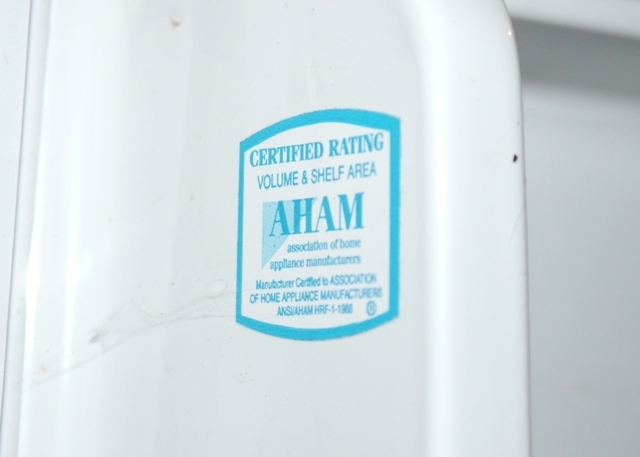 CERTIFIED RATING
VOLUME & SHELF AREA
AHAM
association of home
appliance manufacturers
Manufacturer Certified to ASSOCIATION
OF HOME APPLIANCE MANUFACTURERS
ANSI/AHAM HRF-1-1988 ®